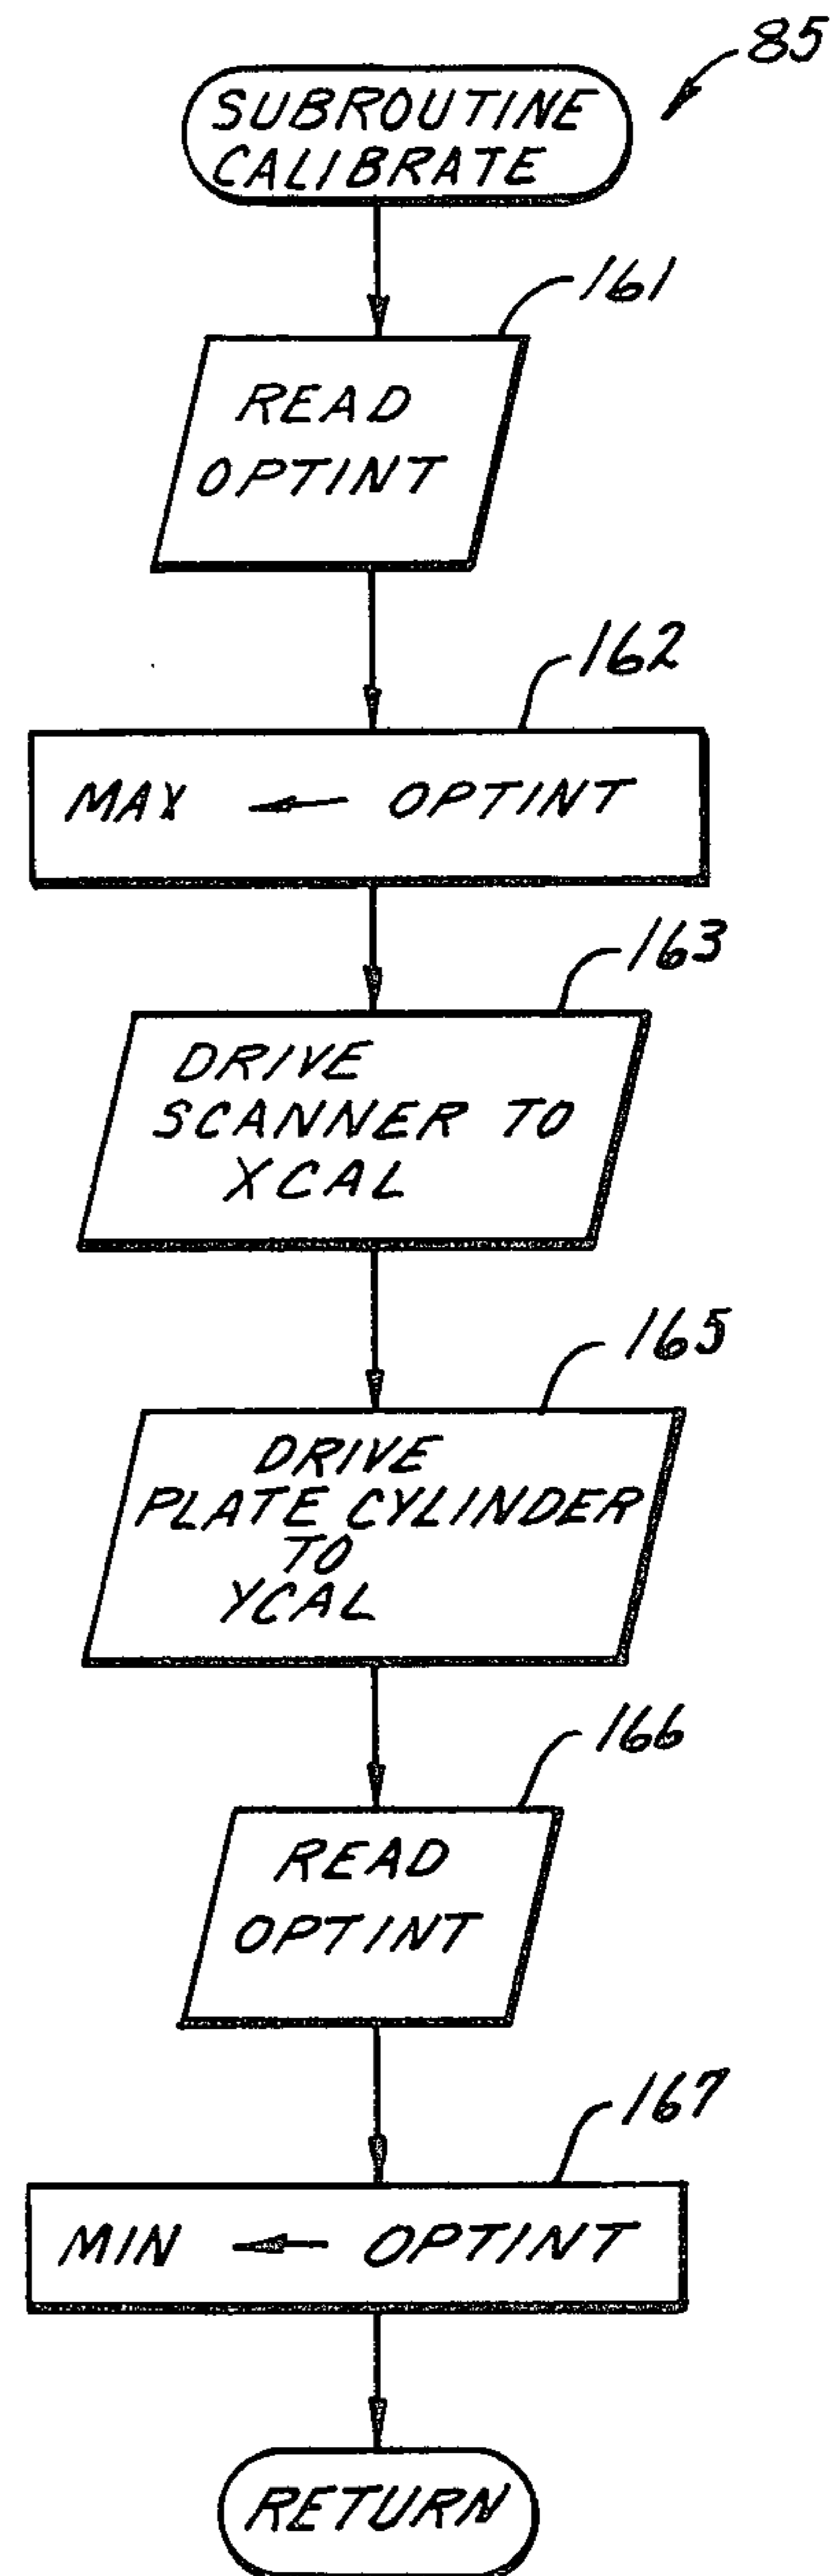 85
SUBROUTINE
CALIBRATE
161
READ
OPTINT
162
MAX ← OPTINT
163
DRIVE
SCANNER TO
XCAL
165
DRIVE
PLATE CYLINDER
TO
YCAL
166
READ
OPTINT
167
MIN ← OPTINT
RETURN